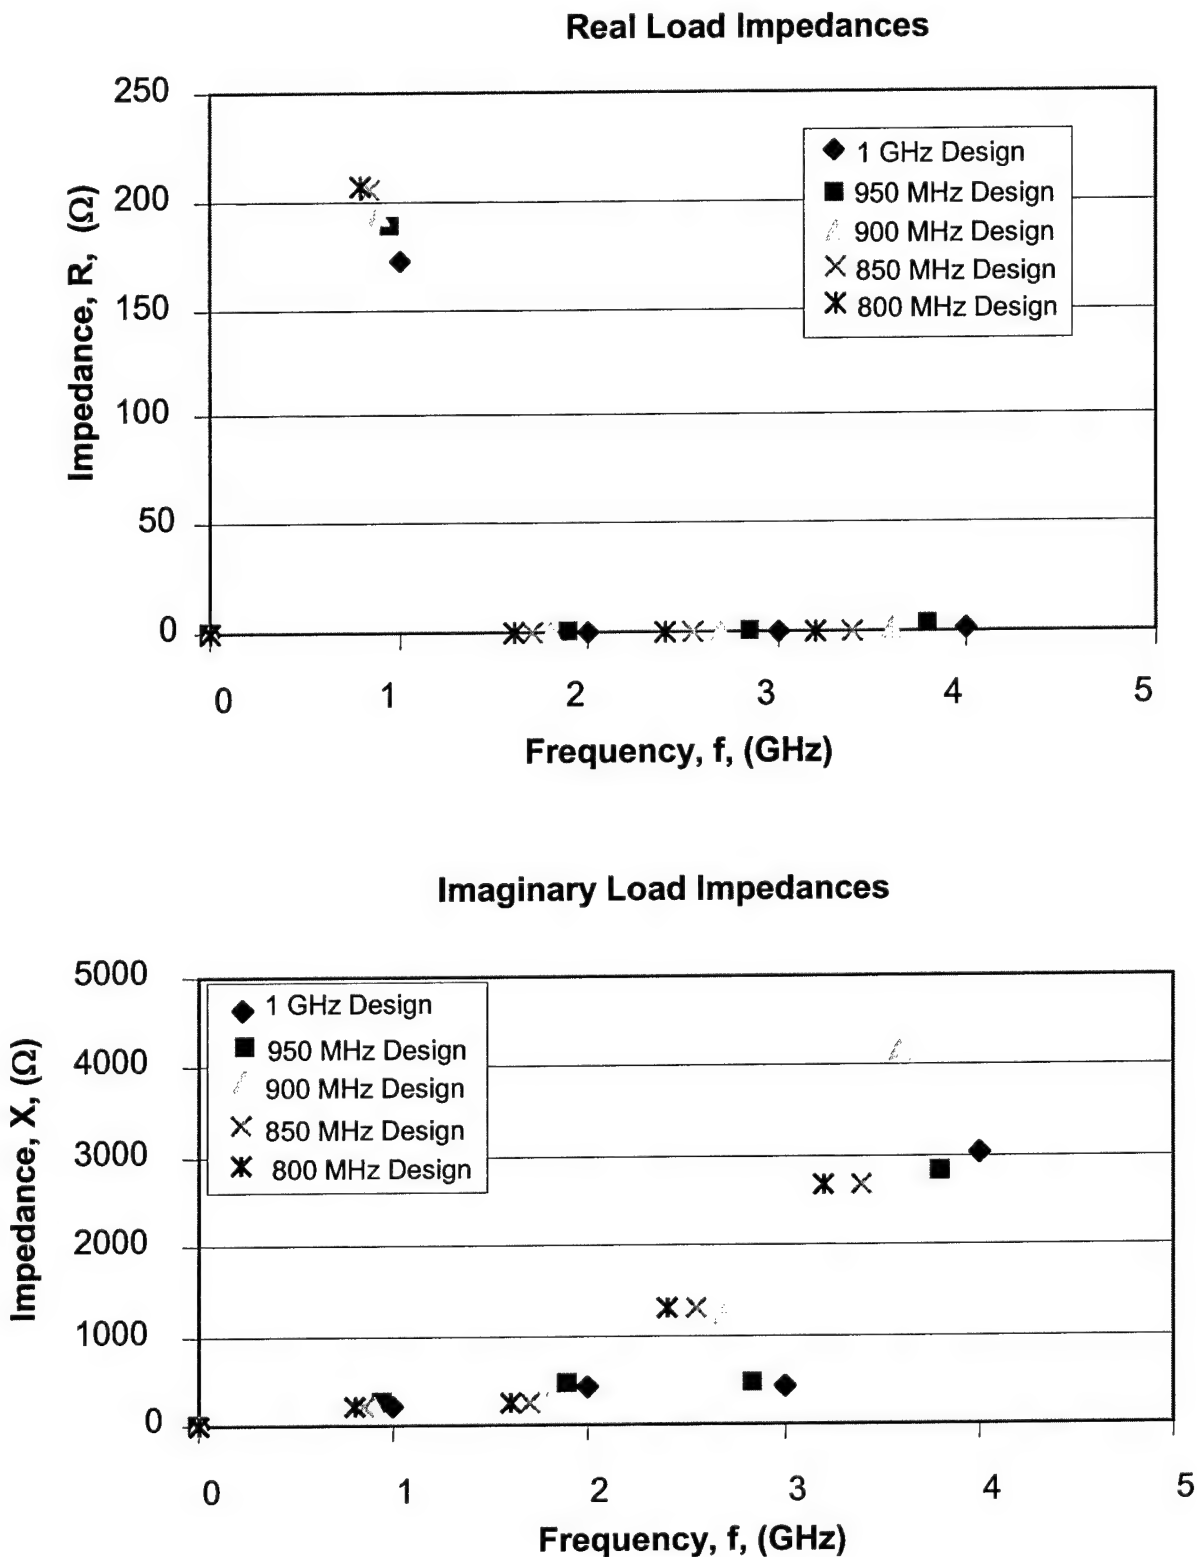 Real Load Impedances
250
200
150
100
50
0
Impedance, R, (Ω)
1 GHz Design
950 MHz Design
900 MHz Design
850 MHz Design
800 MHz Design
0 1 2 3 4 5
Frequency, f, (GHz)
Imaginary Load Impedances
5000
4000
3000
2000
1000
0
Impedance, X, (Ω)
1 GHz Design
950 MHz Design
900 MHz Design
850 MHz Design
800 MHz Design
0 1 2 3 4 5
Frequency, f, (GHz)